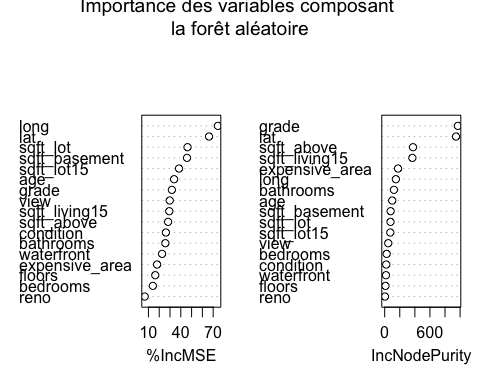 Importance des variables composant
la forêt aléatoire
long
lat
sqft_lot
sqft_basement
sqft_lot15
age
grade
view
sqft_living15
sqft_above
condition
bathrooms
waterfront
expensive_area
floors
bedrooms
reno
10 40 70
%IncMSE
grade
lat
sqft_above
sqft_living15
expensive_area
long
bathrooms
age
sqft_basement
sqft_lot
sqft_lot15
view
bedrooms
condition
waterfront
floors
reno
0 600
IncNodePurity